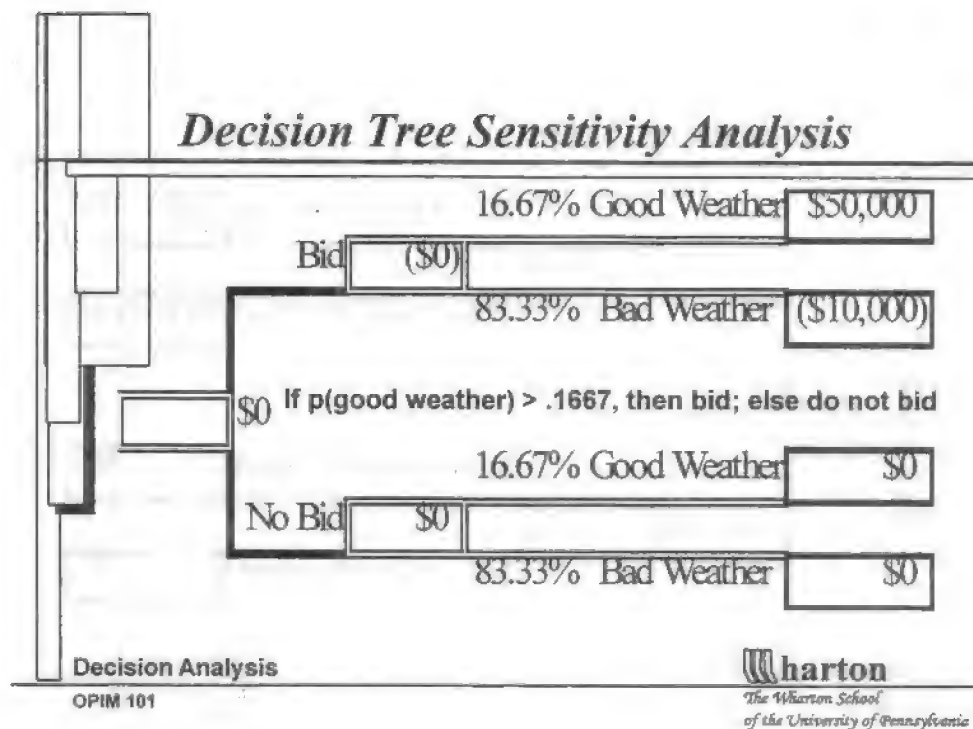 Decision Tree Sensitivity Analysis
16.67% Good Weather $50,000
Bid ($0)
83.33% Bad Weather ($10,000)
$0 If p(good weather) > .1667, then bid; else do not bid
16.67% Good Weather $0
No Bid $0
83.33% Bad Weather $0
Decision Analysis
OPIM 101
Wharton
The Wharton School
of the University of Pennsylvania